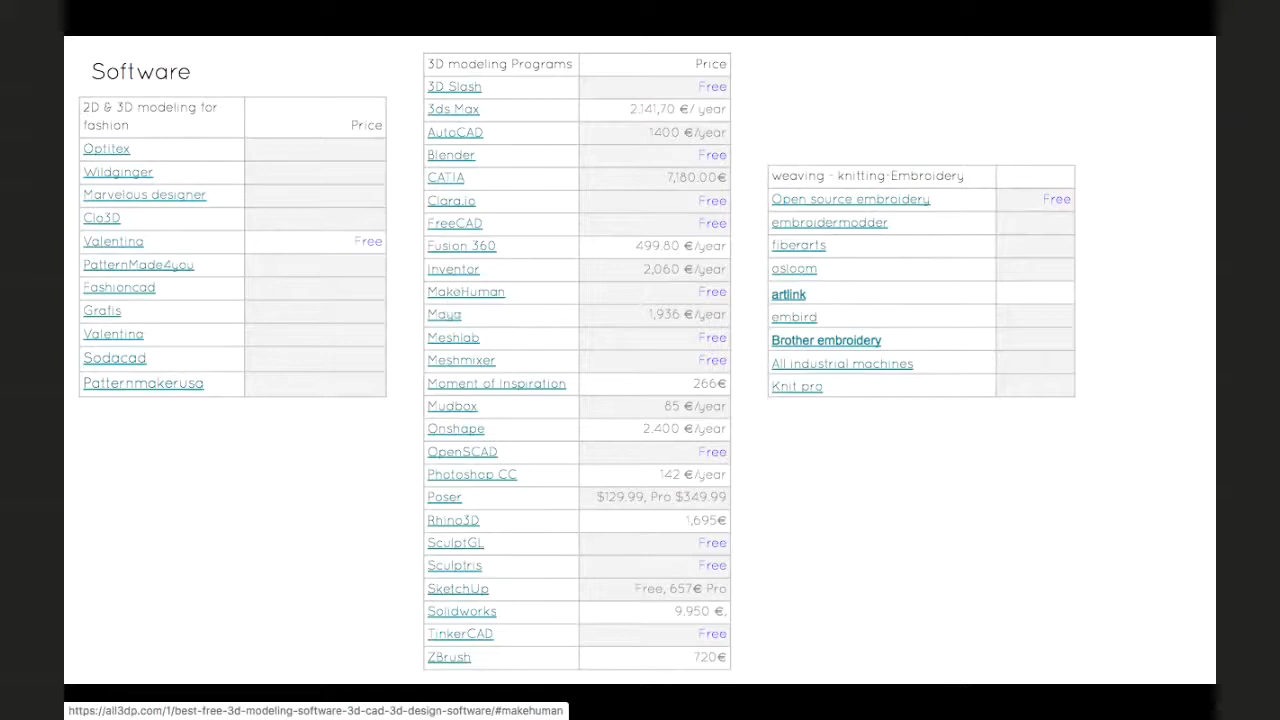 Software
2D & 3D modeling for
fashion Price
Optitex
Wildginger
Marvelous designer
Clo3D
Valentina Free
PatternMade4you
Fashioncad
Grafis
Valentina
Sodacad
Patternmakerusa
3D modeling Programs Price
3D Slash Free
3ds Max 2.141,70 €/ year
AutoCAD 1400 €/year
Blender Free
CATIA 7,180.00€
Clara.io Free
FreeCAD Free
Fusion 360 499.80 €/year
Inventor 2,060 €/year
MakeHuman Free
Maya 1,936 €/year
Meshlab Free
Meshmixer Free
Moment of Inspiration 266€
Mudbox 85 €/year
Onshape 2,400 €/year
OpenSCAD Free
Photoshop CC 142 €/year
Poser $129.99, Pro $349.99
Rhino3D 1,695€
SculptGL Free
Sculptris Free
SketchUp Free, 657€ Pro
Solidworks 9.950 €,
TinkerCAD Free
ZBrush 720€
weaving - knitting-Embroidery
Open source embroidery Free
embroidermodder
fiberarts
osloom
artlink
embird
Brother embroidery
All industrial machines
Knit pro
https://all3dp.com/1/best-free-3d-modeling-software-3d-cad-3d-design-software/#makehuman